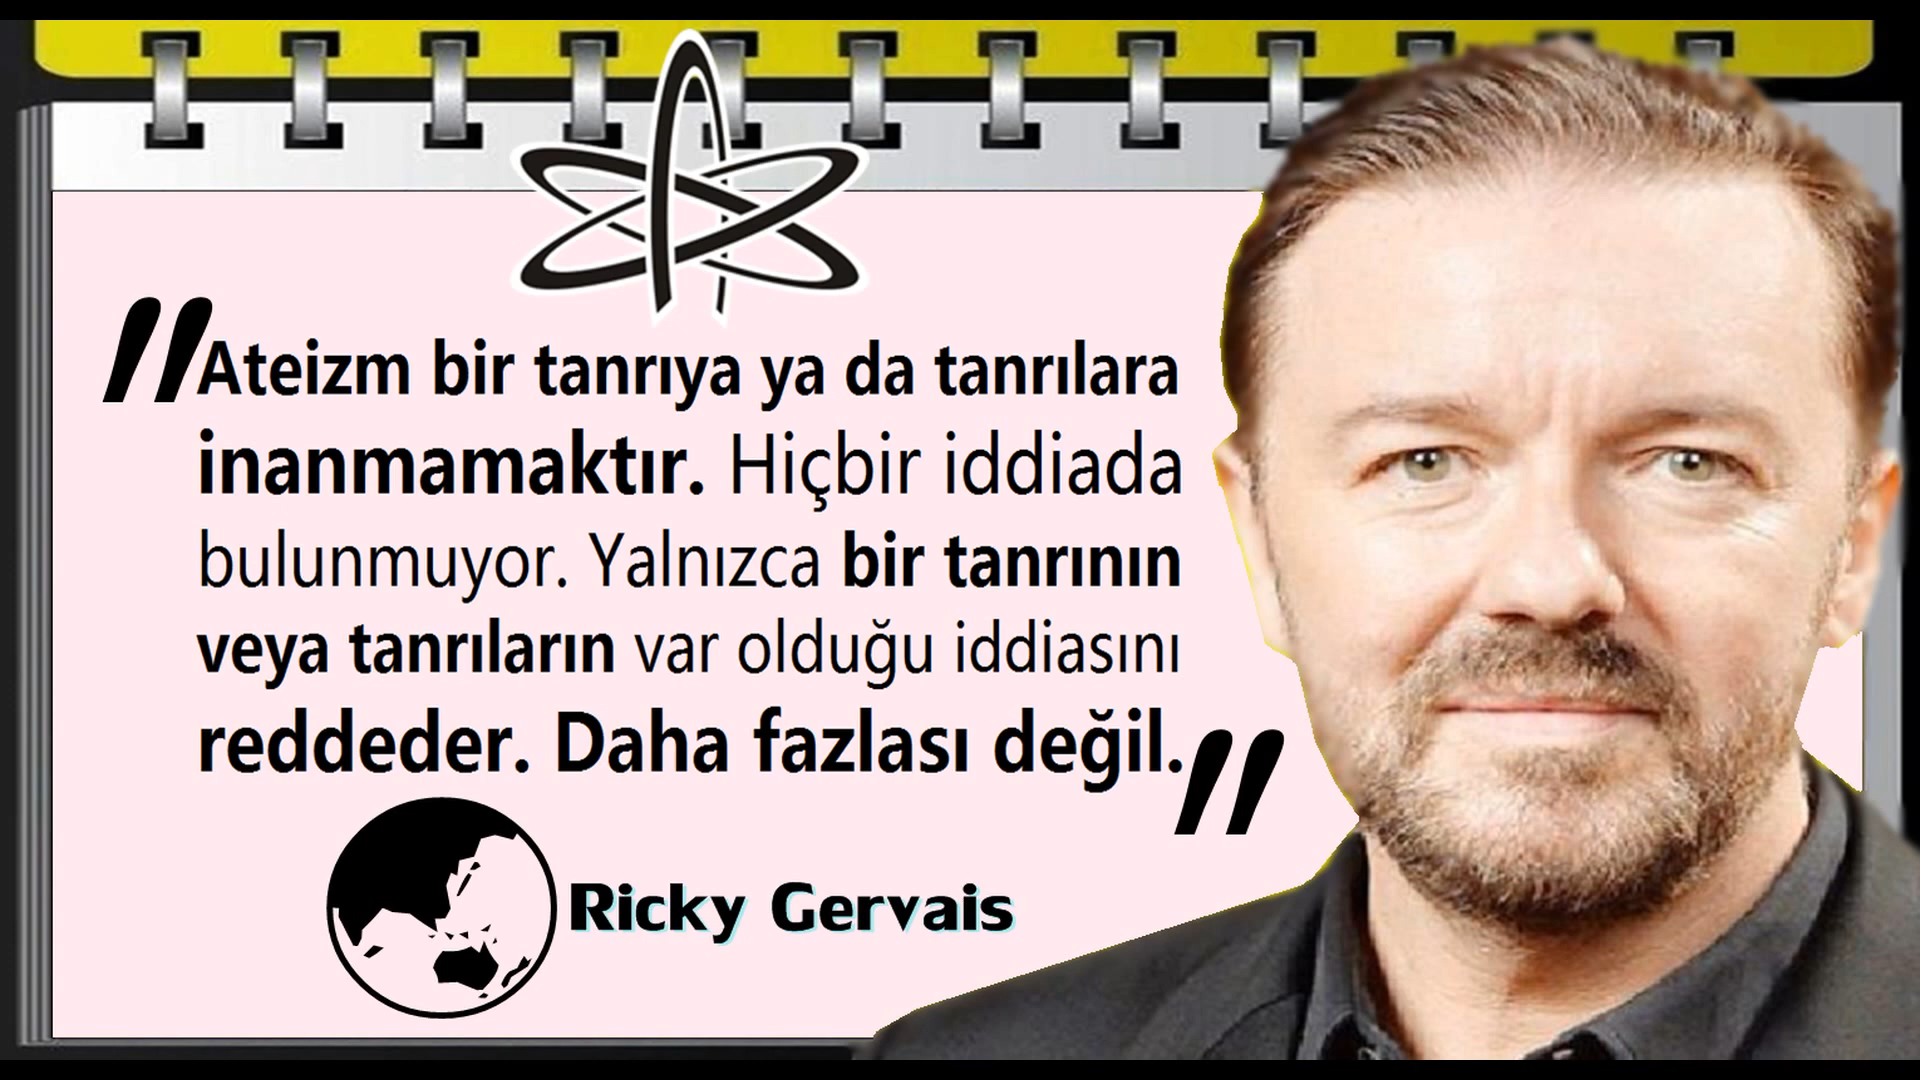 "Ateizm bir tanrıya ya da tanrılara
inanmamaktır. Hiçbir iddiada
bulunmuyor. Yalnızca bir tanrının
veya tanrıların var olduğu iddiasını
reddeder. Daha fazlası değil."
Ricky Gervais